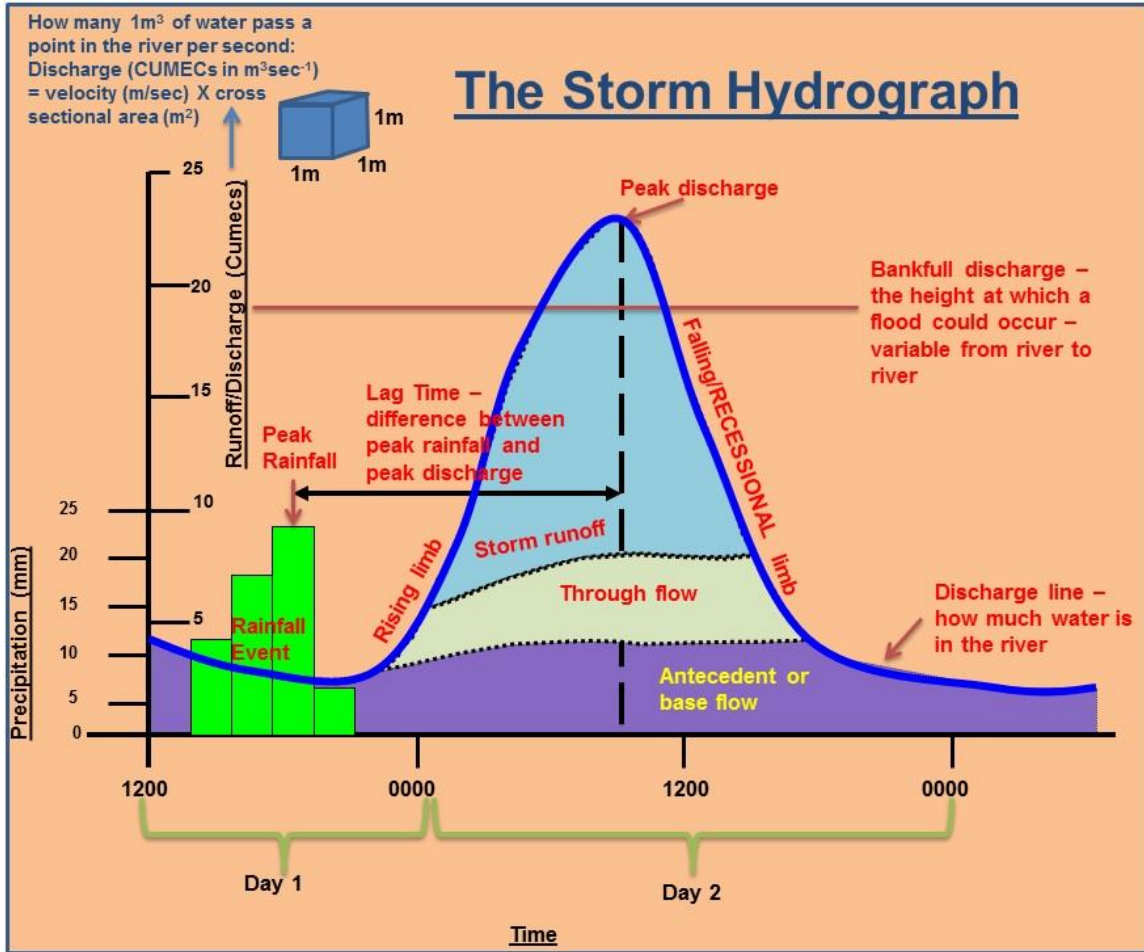 How many 1m³ of water pass a
point in the river per second:
Discharge (CUMECs in m³sec⁻¹)
= velocity (m/sec) X cross
sectional area (m²)
1m
1m
1m
The Storm Hydrograph
25
20
15
10
5
Runoff/Discharge (Cumecs)
Peak discharge
Bankfull discharge –
the height at which a
flood could occur –
variable from river to
river
Lag Time –
difference between
peak rainfall and
peak discharge
Peak
Rainfall
Falling/RECESSIONAL limb
Rising limb
Storm runoff
Through flow
Antecedent or
base flow
Rainfall
Event
Discharge line –
how much water is
in the river
25
20
15
10
5
0
Precipitation (mm)
1200
0000
1200
0000
Day 1
Day 2
Time